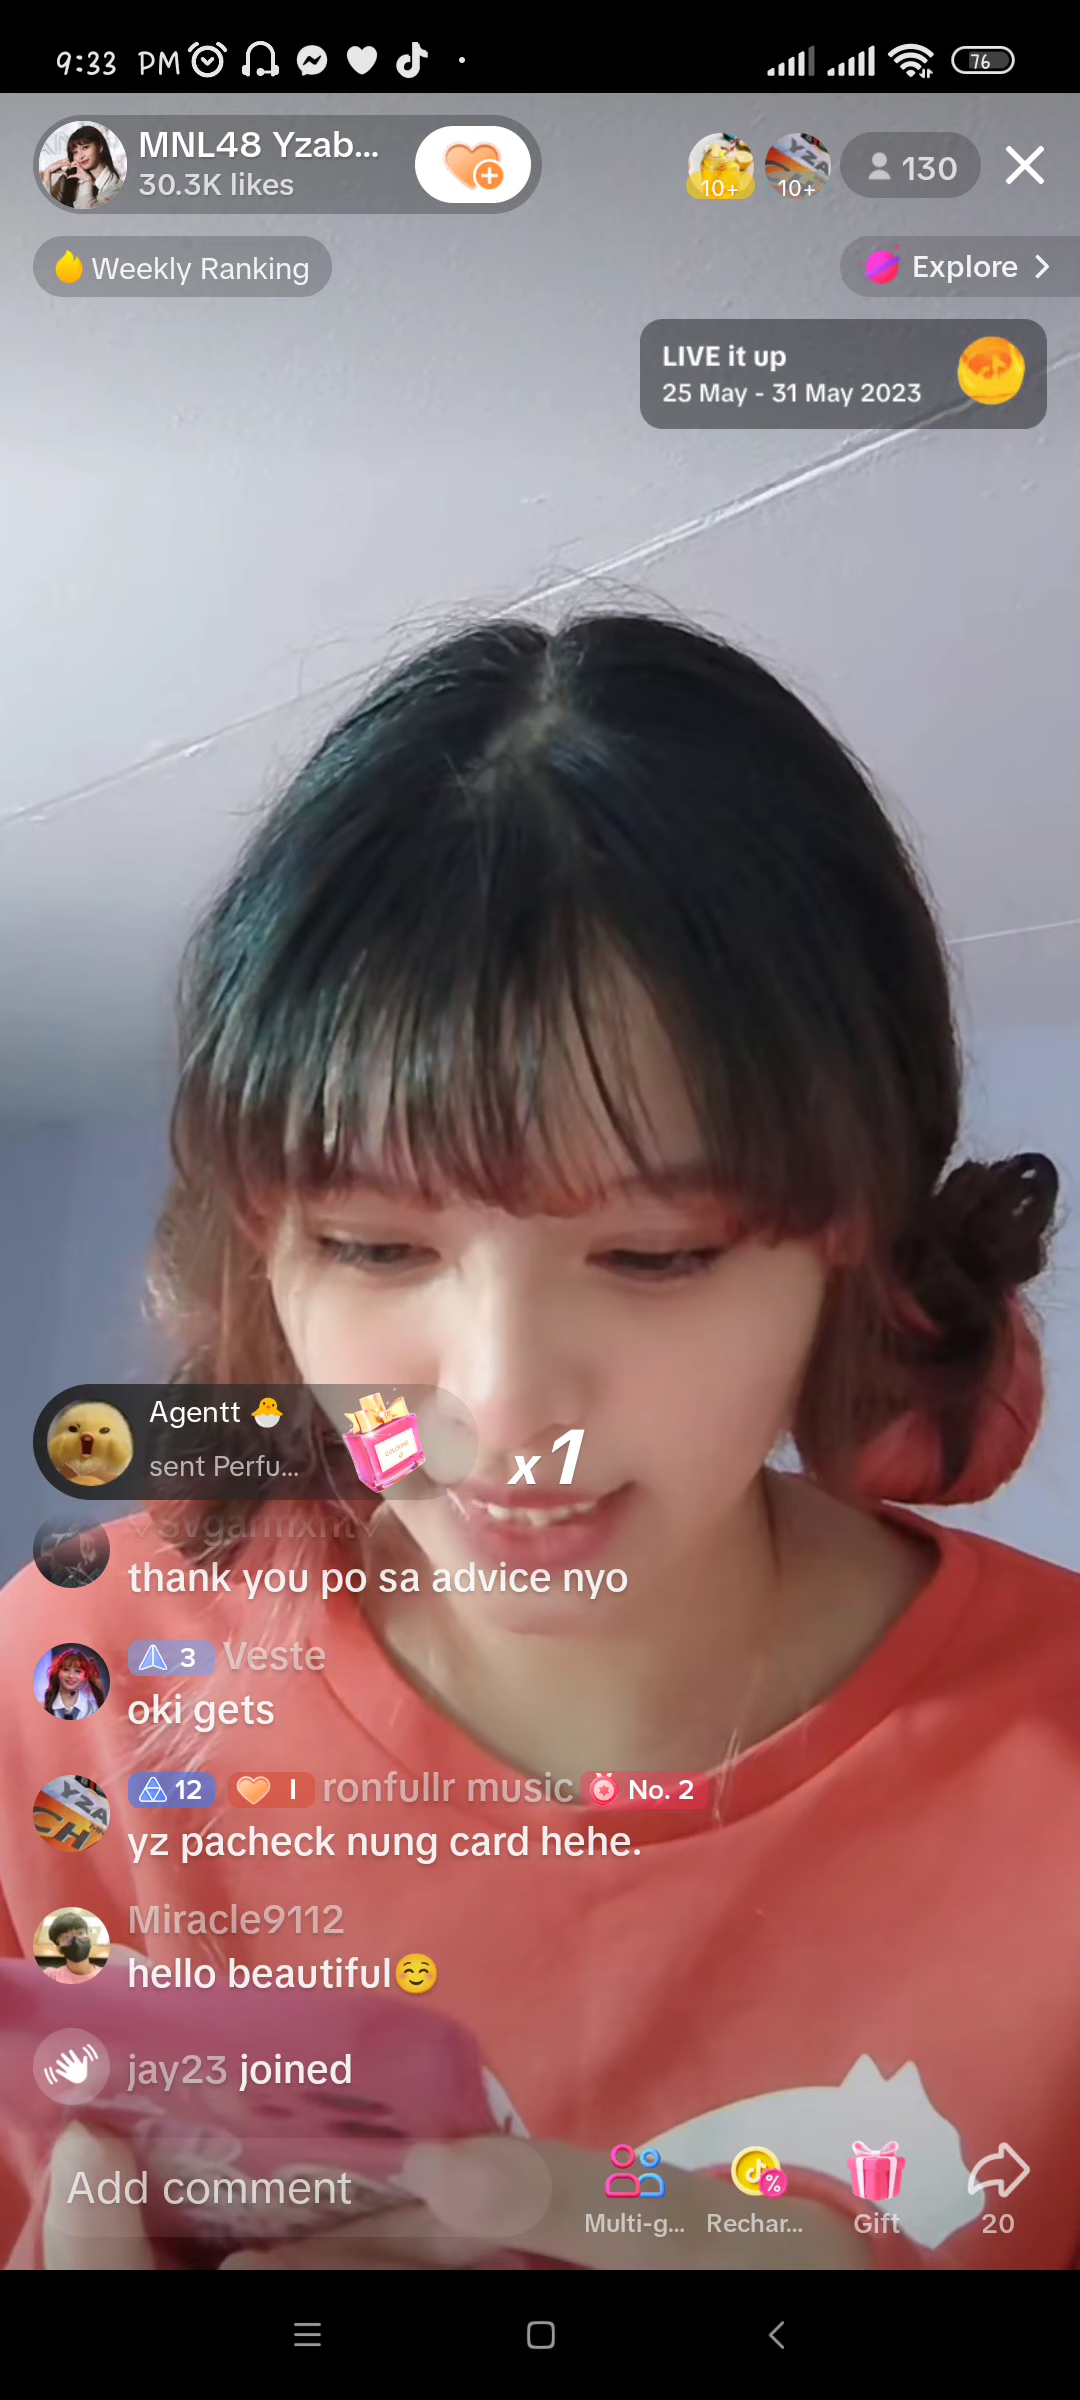 9:33 PM
76
MNL48 Yzab...
30.3K likes
10+
10+
130
Weekly Ranking
Explore
LIVE it up
25 May - 31 May 2023
Agentt 🐣
sent Perfu...
x1
♡Svgarmxmt♡
thank you po sa advice nyo
3 Veste
oki gets
12 I ronfullr music No. 2
yz pacheck nung card hehe.
Miracle9112
hello beautiful☺️
jay23 joined
Add comment
Multi-g...
Rechar...
Gift
20